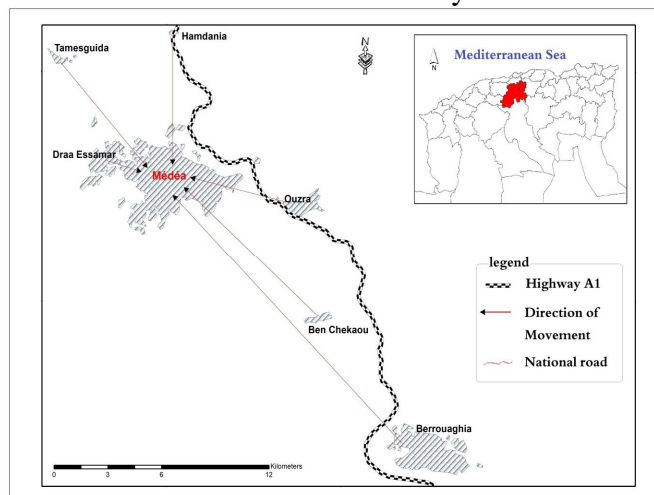 Hamdania
Tamesguida
N
N
Mediterranean Sea
Draa Essamar
Médéa
Ouzra
legend
Highway A1
Direction of
Movement
National road
Ben Chekaou
Berrouaghia
Kilometers
0 3 6 12